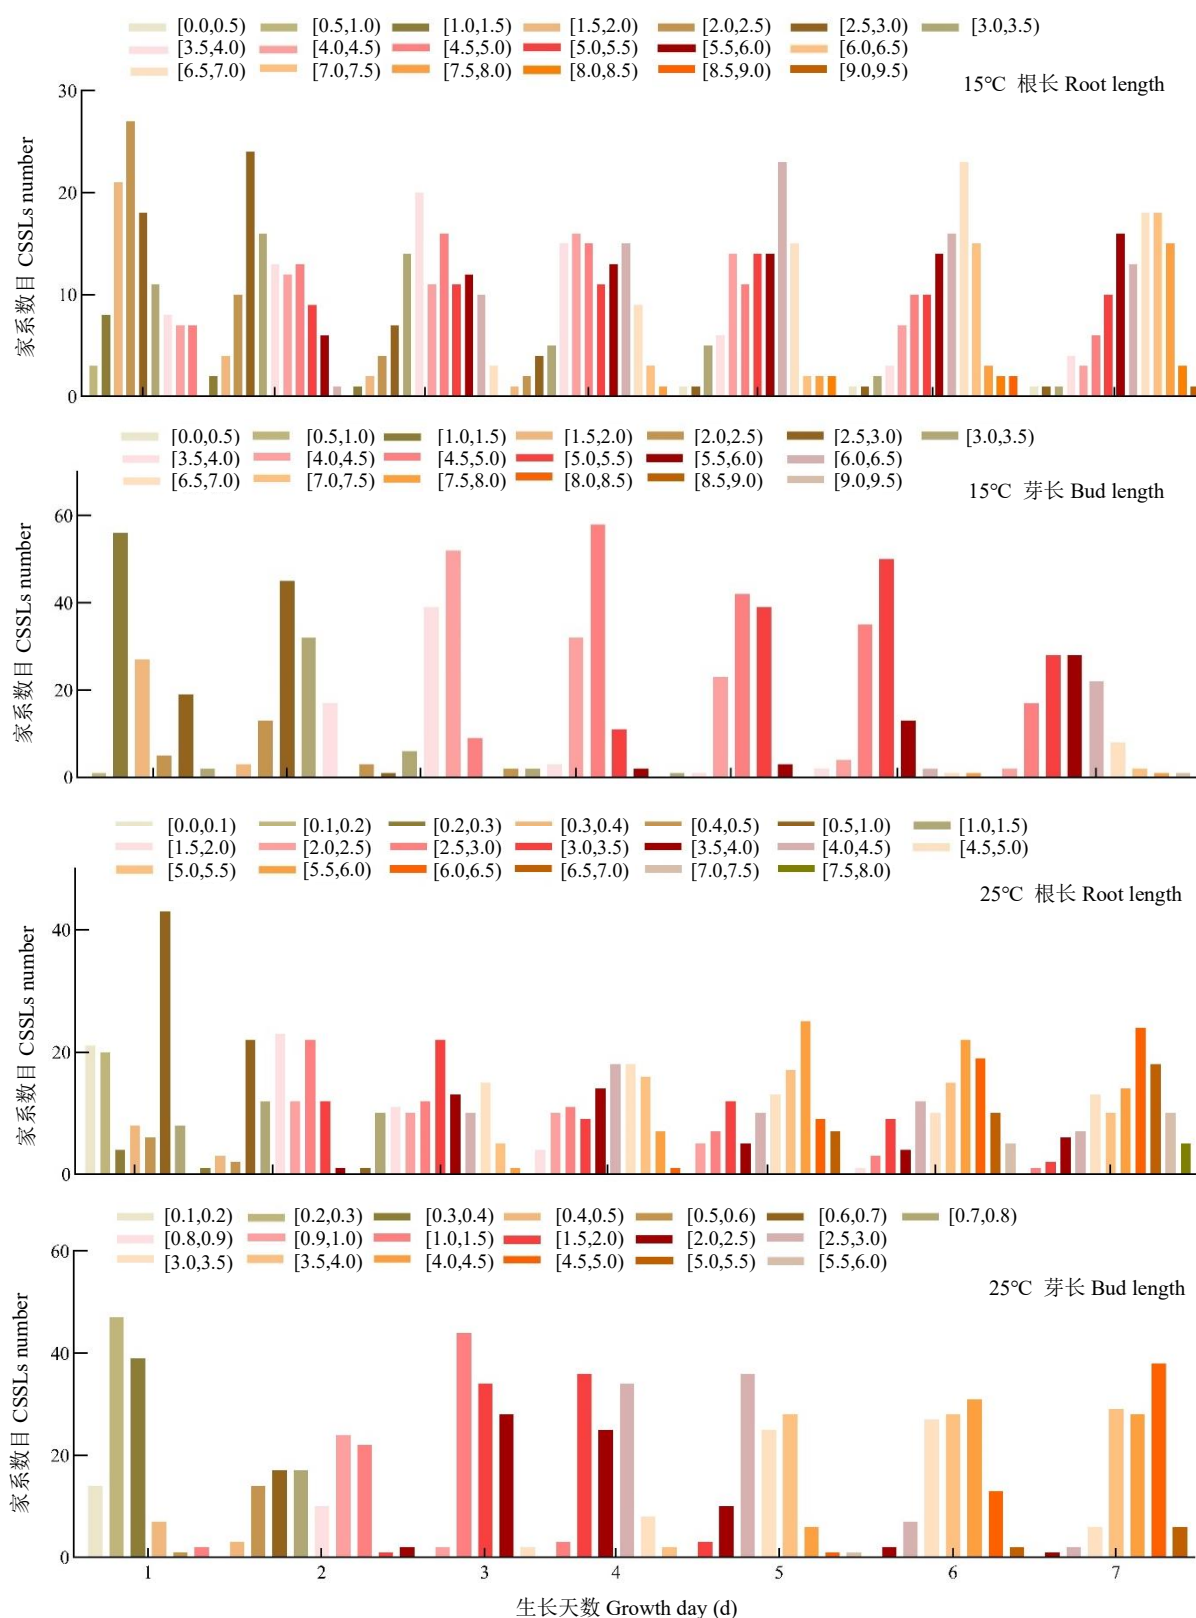 [0.0,0.5) [0.5,1.0) [1.0,1.5) [1.5,2.0) [2.0,2.5) [2.5,3.0) [3.0,3.5)
[3.5,4.0) [4.0,4.5) [4.5,5.0) [5.0,5.5) [5.5,6.0) [6.0,6.5)
[6.5,7.0) [7.0,7.5) [7.5,8.0) [8.0,8.5) [8.5,9.0) [9.0,9.5)
15℃ 根长 Root length
家系数目 CSSLs number
30
20
10
0
[0.0,0.5) [0.5,1.0) [1.0,1.5) [1.5,2.0) [2.0,2.5) [2.5,3.0) [3.0,3.5)
[3.5,4.0) [4.0,4.5) [4.5,5.0) [5.0,5.5) [5.5,6.0) [6.0,6.5)
[6.5,7.0) [7.0,7.5) [7.5,8.0) [8.0,8.5) [8.5,9.0) [9.0,9.5)
15℃ 芽长 Bud length
家系数目 CSSLs number
60
40
20
0
[0.0,0.1) [0.1,0.2) [0.2,0.3) [0.3,0.4) [0.4,0.5) [0.5,1.0) [1.0,1.5)
[1.5,2.0) [2.0,2.5) [2.5,3.0) [3.0,3.5) [3.5,4.0) [4.0,4.5) [4.5,5.0)
[5.0,5.5) [5.5,6.0) [6.0,6.5) [6.5,7.0) [7.0,7.5) [7.5,8.0)
25℃ 根长 Root length
家系数目 CSSLs number
40
20
0
[0.1,0.2) [0.2,0.3) [0.3,0.4) [0.4,0.5) [0.5,0.6) [0.6,0.7) [0.7,0.8)
[0.8,0.9) [0.9,1.0) [1.0,1.5) [1.5,2.0) [2.0,2.5) [2.5,3.0)
[3.0,3.5) [3.5,4.0) [4.0,4.5) [4.5,5.0) [5.0,5.5) [5.5,6.0)
25℃ 芽长 Bud length
家系数目 CSSLs number
60
40
20
0
1 2 3 4 5 6 7
生长天数 Growth day (d)